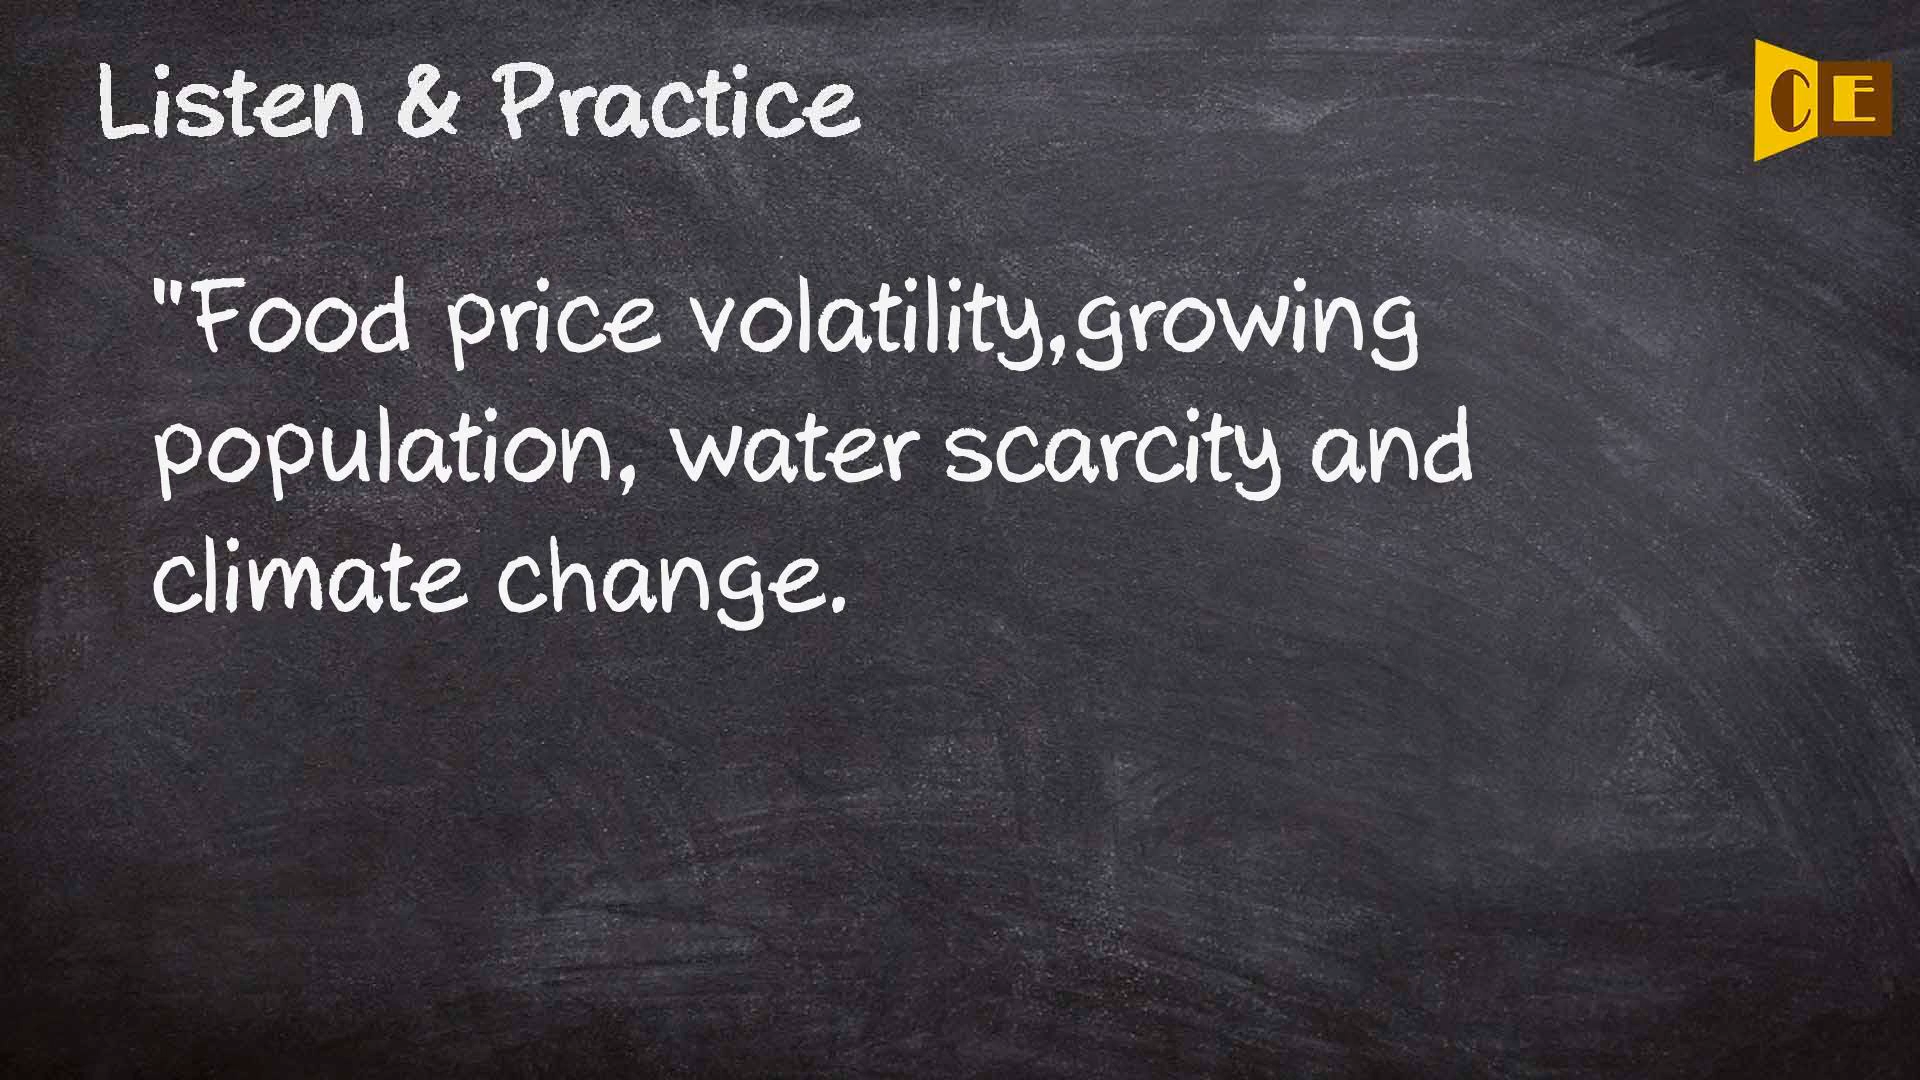 Listen & Practice
CE
"Food price volatility,growing
population, water scarcity and
climate change.